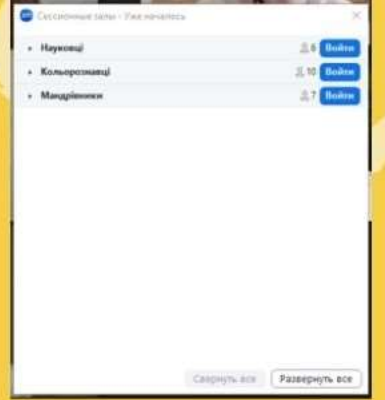 Сессионные залы - Уже началось
Науковці 6 Войти
Кольорознавці 10 Войти
Мандрівники 7 Войти
Свернуть все Развернуть все